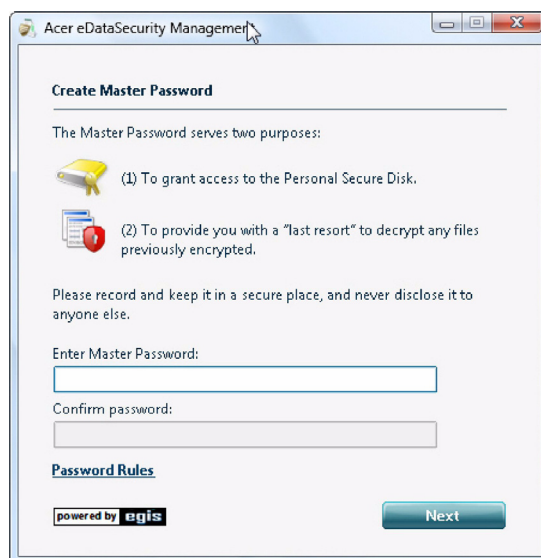 Acer eDataSecurity Management
Create Master Password
The Master Password serves two purposes:
(1) To grant access to the Personal Secure Disk.
(2) To provide you with a "last resort" to decrypt any files
previously encrypted.
Please record and keep it in a secure place, and never disclose it to
anyone else.
Enter Master Password:
Confirm password:
Password Rules
powered by egis
Next